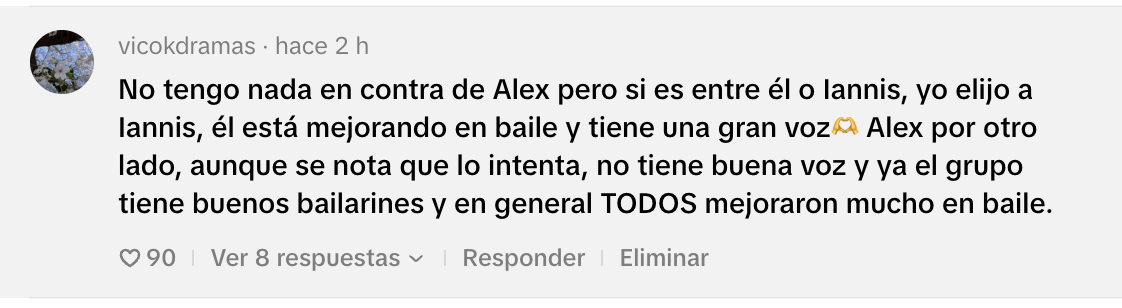 vicokdramas · hace 2 h
No tengo nada en contra de Alex pero si es entre él o Iannis, yo elijo a
Iannis, él está mejorando en baile y tiene una gran voz🫶 Alex por otro
lado, aunque se nota que lo intenta, no tiene buena voz y ya el grupo
tiene buenos bailarines y en general TODOS mejoraron mucho en baile.
90 Ver 8 respuestas Responder Eliminar